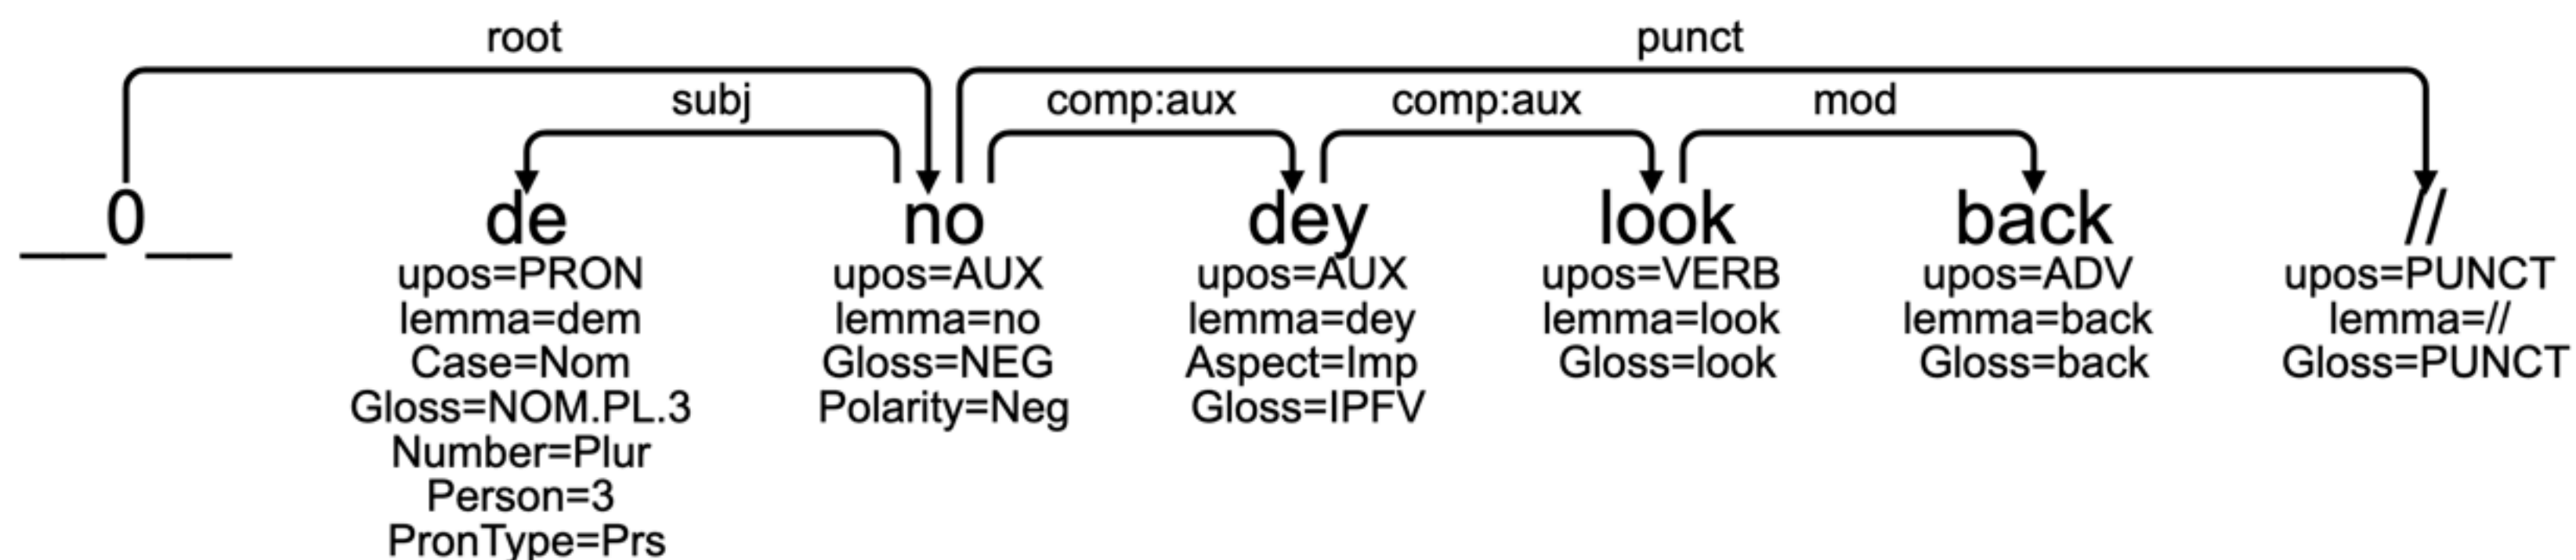 root punct
subj comp:aux comp:aux mod
__0__ de no dey look back //
upos=PRON upos=AUX upos=AUX upos=VERB upos=ADV upos=PUNCT
lemma=dem lemma=no lemma=dey lemma=look lemma=back lemma=//
Case=Nom Gloss=NEG Aspect=Imp Gloss=look Gloss=back Gloss=PUNCT
Gloss=NOM.PL.3 Polarity=Neg Gloss=IPFV
Number=Plur
Person=3
PronType=Prs